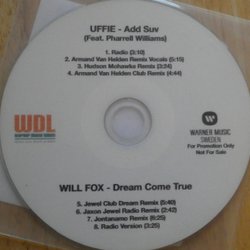 UFFIE - Add Suv
(Feat. Pharrell Williams)
1. Radio (3:10)
2. Armand Van Helden Remix Vocals (5:15)
3. Hudson Mohawke Remix (3:24)
4. Armand Van Helden Club Remix (4:44)
WDL
WARNER MUSIC
SWEDEN
For Promotion Only
Not For Sale
WILL FOX - Dream Come True
5. Jewel Club Dream Remix (5:40)
6. Jaxon Jewel Radio Remix (2:42)
7. Jontanamo Remix (6:25)
8. Radio Version (3:25)